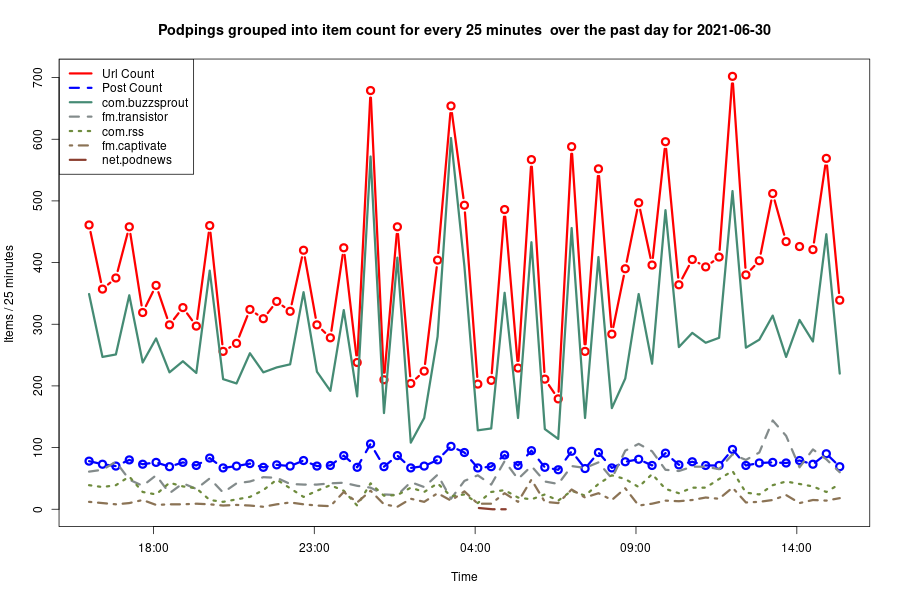 Podpings grouped into item count for every 25 minutes  over the past day for 2021-06-30
Url Count
Post Count
com.buzzsprout
fm.transistor
com.rss
fm.captivate
net.podnews
700
600
500
400
300
200
100
0
Items / 25 minutes
18:00 23:00 04:00 09:00 14:00
Time